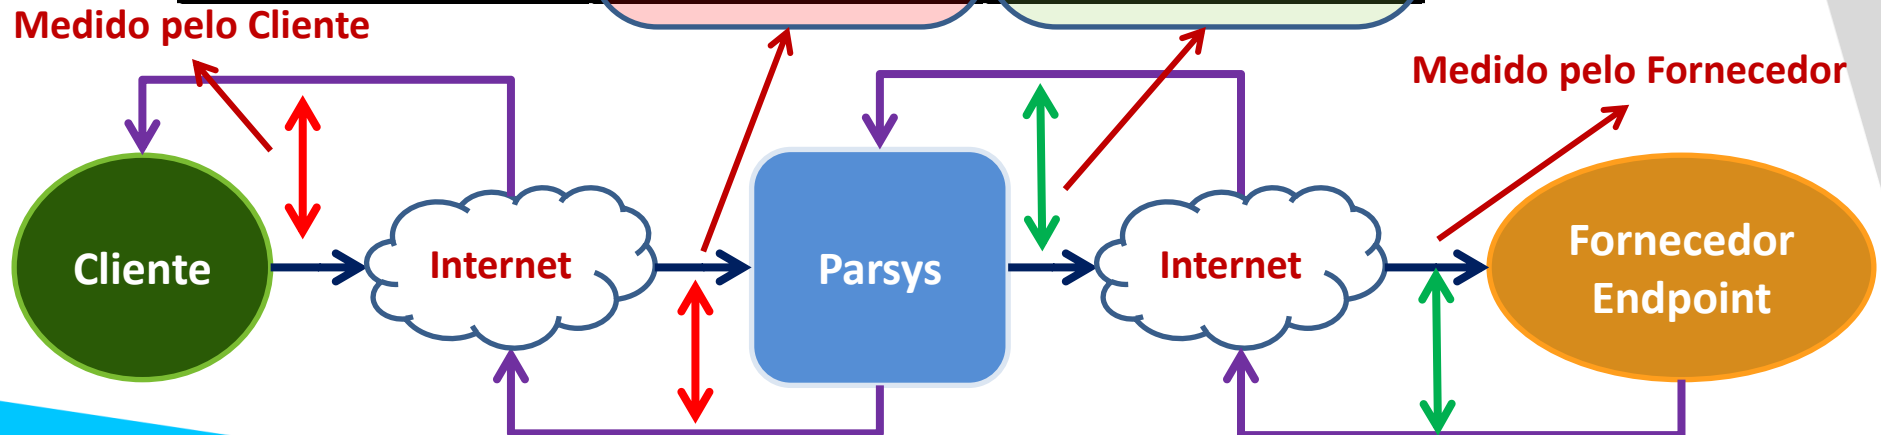 Medido pelo Cliente
Medido pelo Fornecedor
Cliente
Internet
Parsys
Internet
Fornecedor
Endpoint